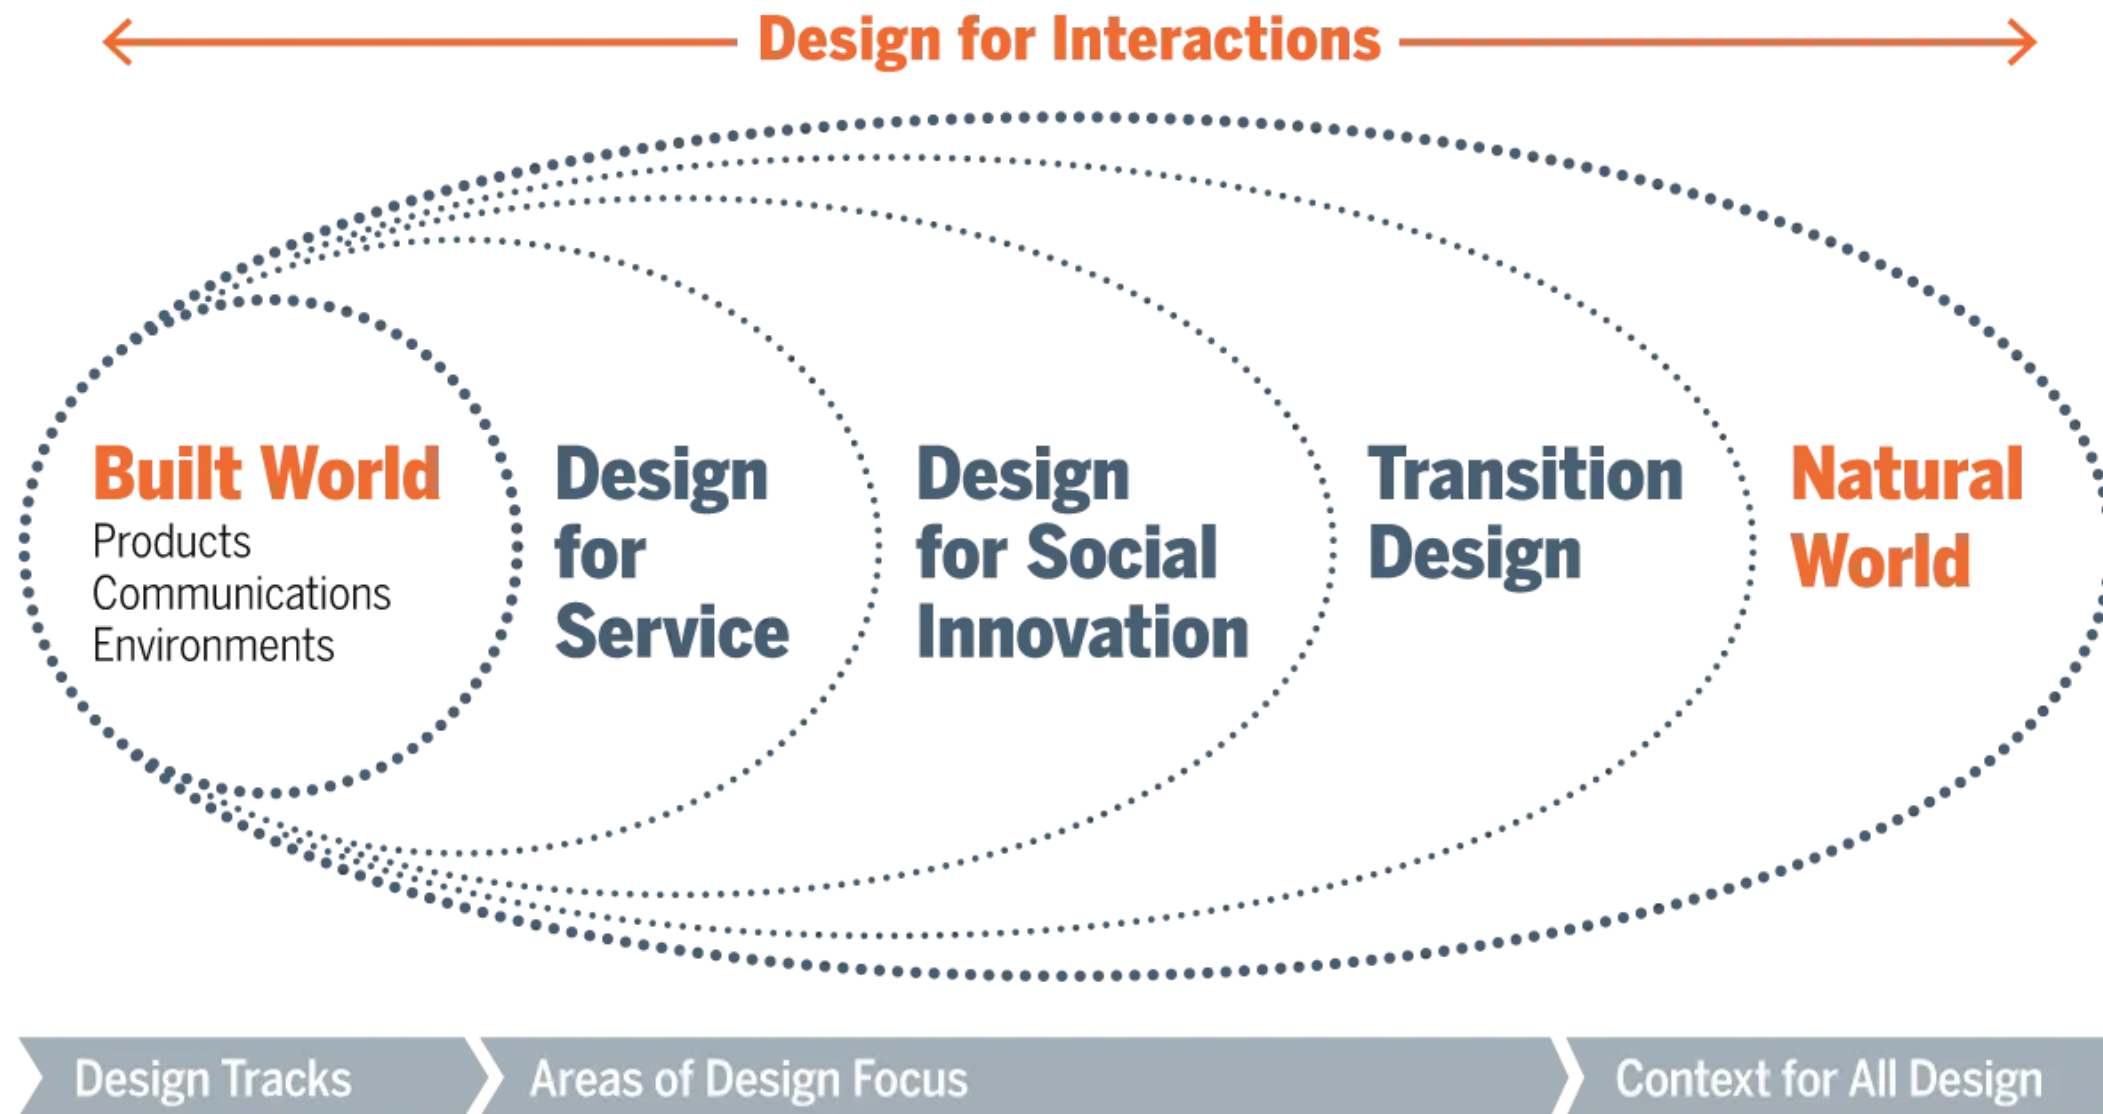 Design for Interactions
Built World
Products
Communications
Environments
Design
for
Service
Design
for Social
Innovation
Transition
Design
Natural
World
Design Tracks
Areas of Design Focus
Context for All Design